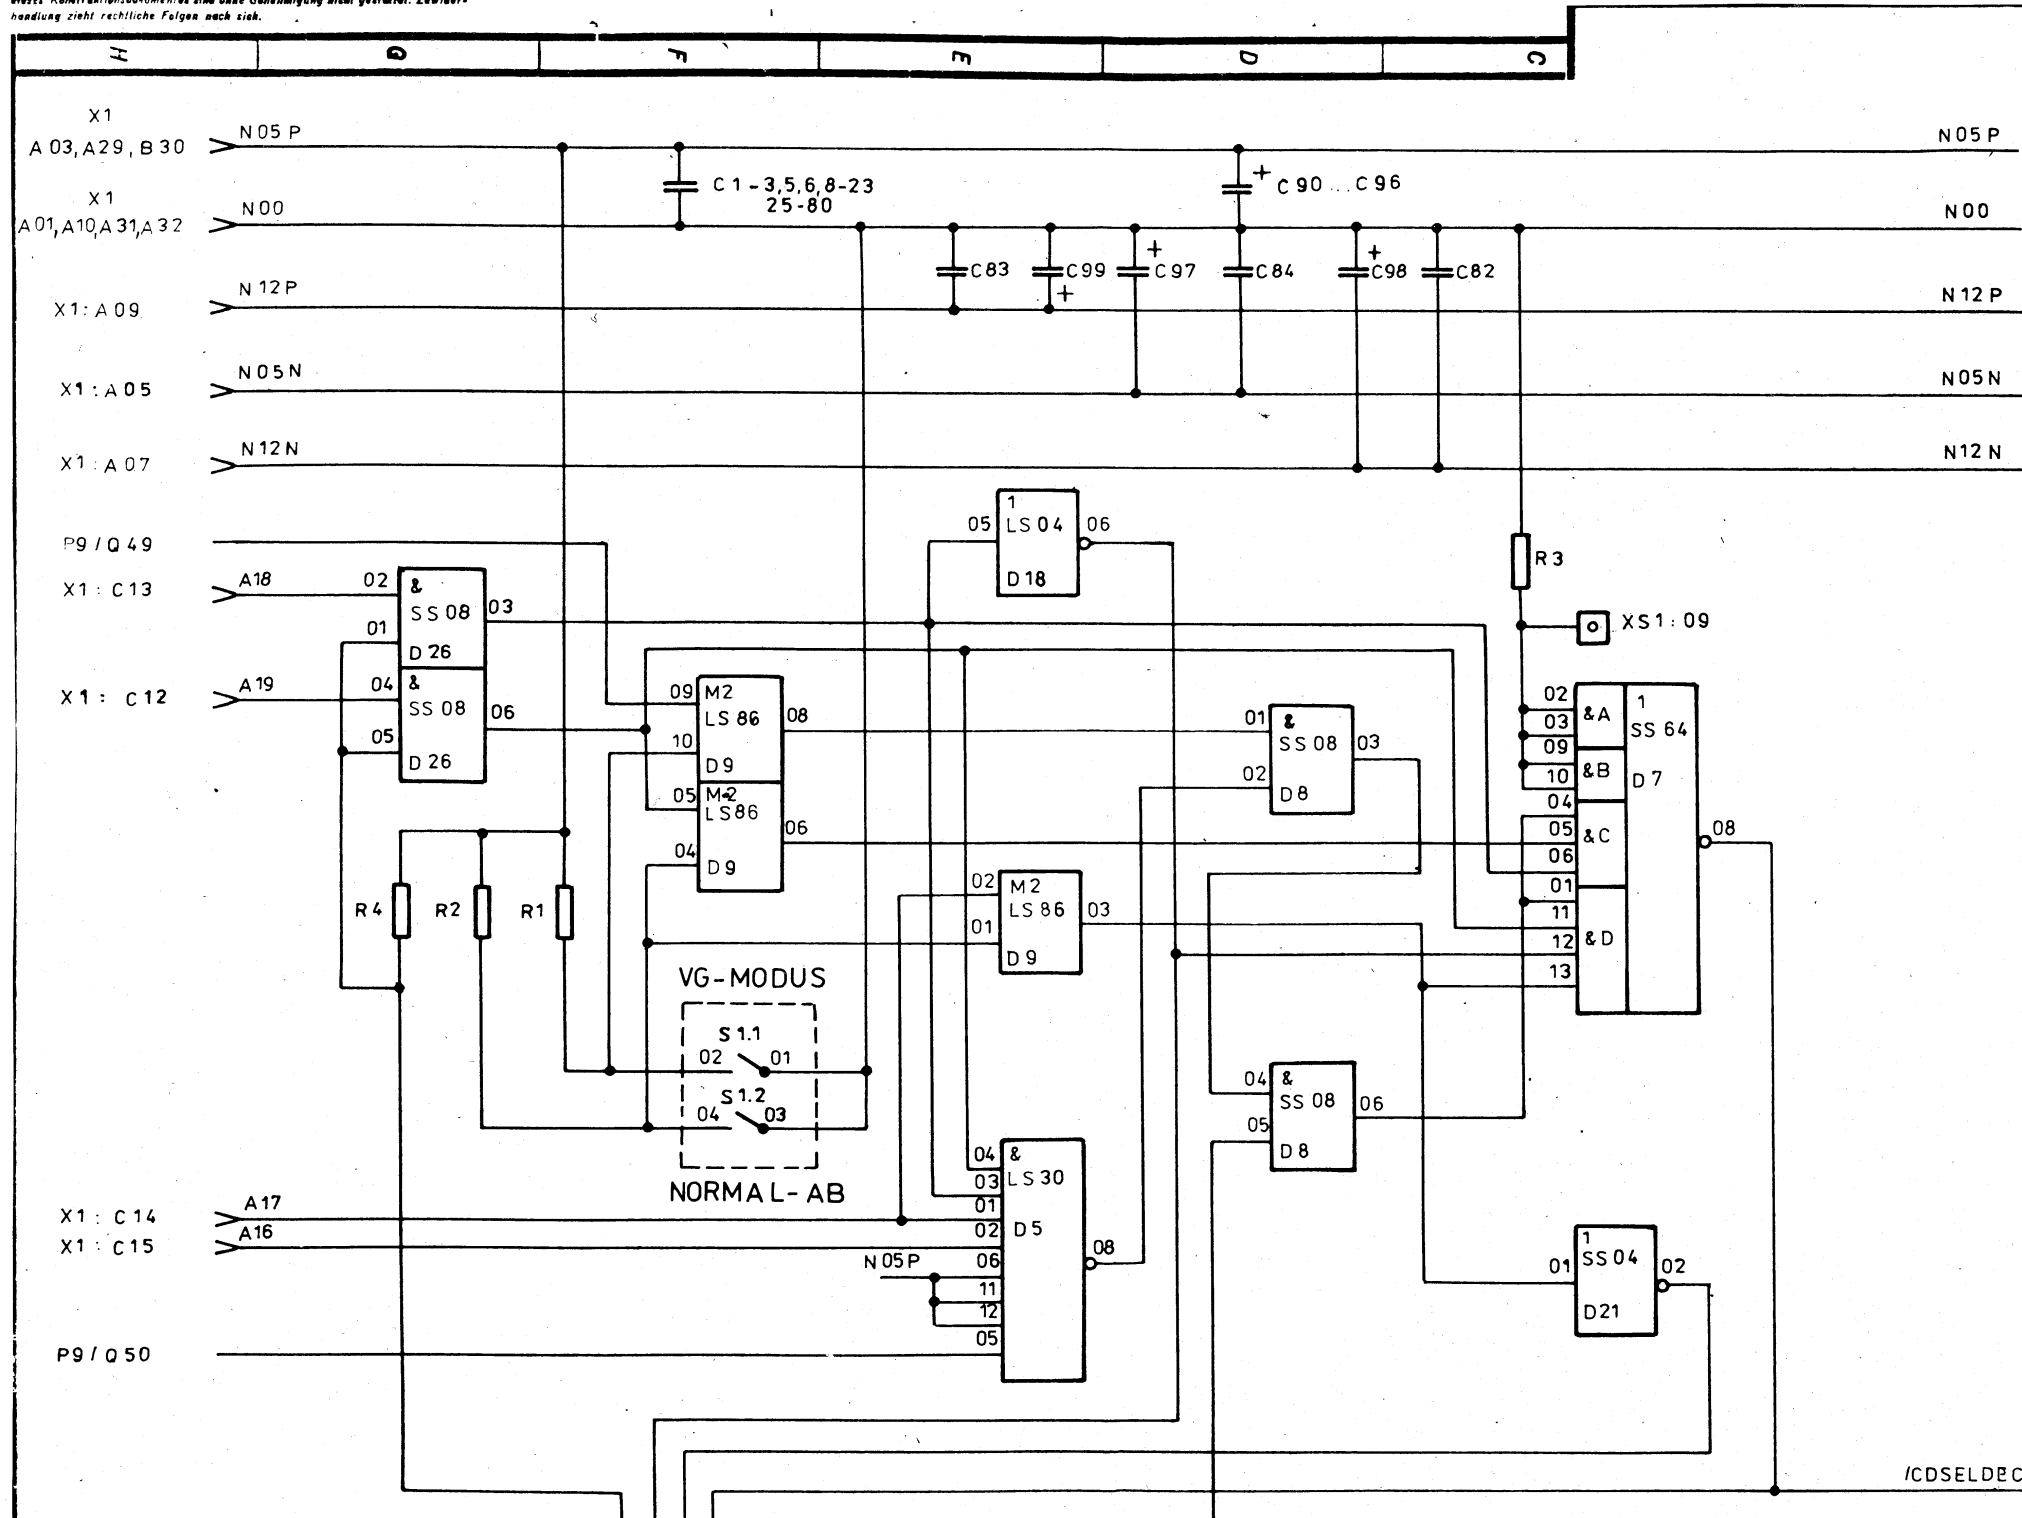 dieses Konstruktionsdokumentes sind ohne Genehmigung nicht gestattet. Zuwider-
handlung zieht rechtliche Folgen nach sich.
H G F E D C
X1
A03,A29,B30 N05P N05P
C1-3,5,6,8-23
25-80
+ C90...C96
X1
A01,A10,A31,A32 N00 N00
C83 C99 + + C97 C84 + C98 C82
X1:A09 N12P N12P
X1:A05 N05N N05N
X1:A07 N12N N12N
P9/Q49
X1:C13 A18
X1: C12 A19
02 & 03
SS08
01
D26
04 & 06
SS08
05
D26
05 1 06
LS04
D18
R3
XS1:09
09 M2 08
LS86
10
D9
05 M2
LS86 06
04
D9
01 & 03
SS08
02
D8
02 &A 1
03 SS64
09 &B
10 D7
04
05 &C 08
06
01
11
12 &D
13
R4 R2 R1
02 M2
LS86 03
01
D9
VG-MODUS
S1.1
02 01
S1.2
04 03
NORMAL-AB
04 &
SS08 06
05
D8
X1: C14 A17
X1: C15 A16
04 &
03 LS30
01
02 D5
N05P 06 08
11
12
05
P9/Q50
1
01 SS04 02
D21
/CDSELDEC